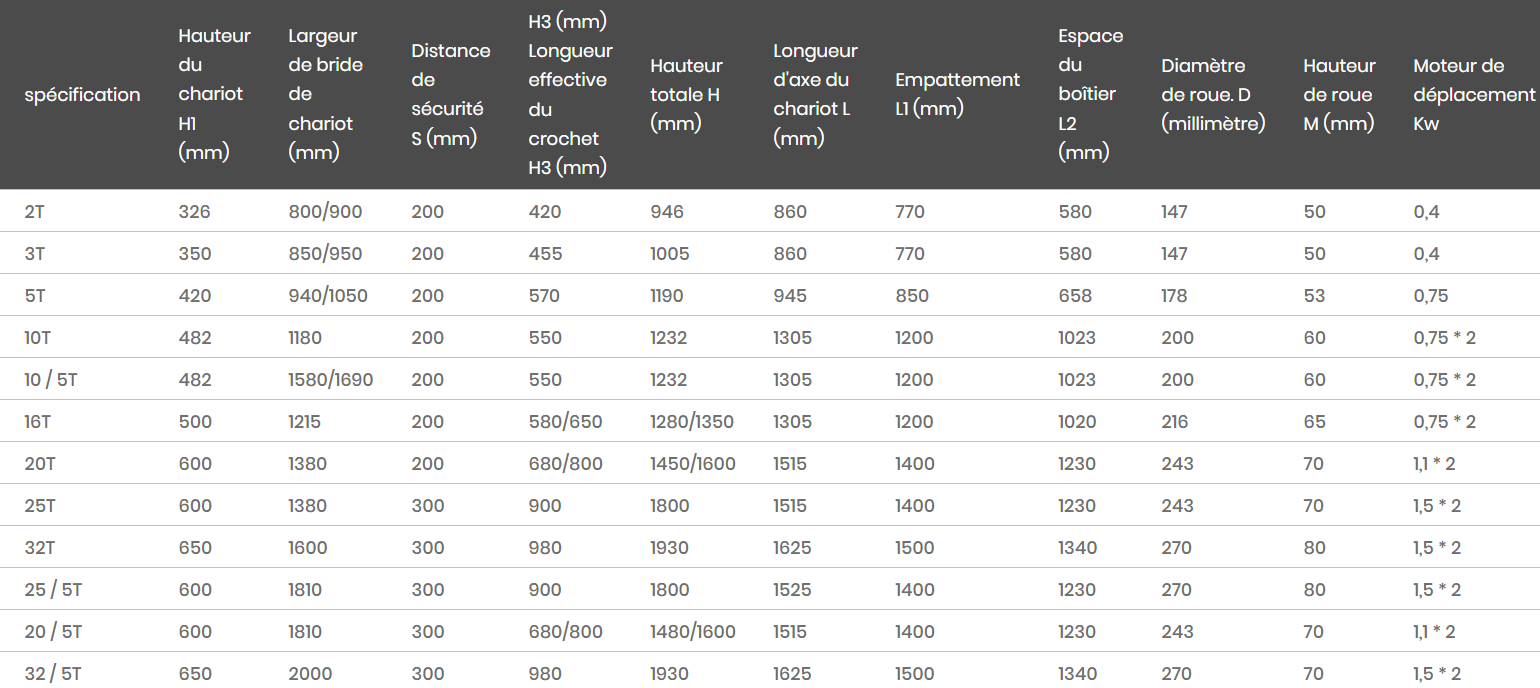 spécification | Hauteur du chariot H1 (mm) | Largeur de bride de chariot (mm) | Distance de sécurité S (mm) | H3 (mm) Longueur effective du crochet H3 (mm) | Hauteur totale H (mm) | Longueur d'axe du chariot L (mm) | Empattement L1 (mm) | Espace du boîtier L2 (mm) | Diamètre de roue. D (millimètre) | Hauteur de roue M (mm) | Moteur de déplacement Kw
2T | 326 | 800/900 | 200 | 420 | 946 | 860 | 770 | 580 | 147 | 50 | 0,4
3T | 350 | 850/950 | 200 | 455 | 1005 | 860 | 770 | 580 | 147 | 50 | 0,4
5T | 420 | 940/1050 | 200 | 570 | 1190 | 945 | 850 | 658 | 178 | 53 | 0,75
10T | 482 | 1180 | 200 | 550 | 1232 | 1305 | 1200 | 1023 | 200 | 60 | 0,75 * 2
10 / 5T | 482 | 1580/1690 | 200 | 550 | 1232 | 1305 | 1200 | 1023 | 200 | 60 | 0,75 * 2
16T | 500 | 1215 | 200 | 580/650 | 1280/1350 | 1305 | 1200 | 1020 | 216 | 65 | 0,75 * 2
20T | 600 | 1380 | 200 | 680/800 | 1450/1600 | 1515 | 1400 | 1230 | 243 | 70 | 1,1 * 2
25T | 600 | 1380 | 300 | 900 | 1800 | 1515 | 1400 | 1230 | 243 | 70 | 1,5 * 2
32T | 650 | 1600 | 300 | 980 | 1930 | 1625 | 1500 | 1340 | 270 | 80 | 1,5 * 2
25 / 5T | 600 | 1810 | 300 | 900 | 1800 | 1525 | 1400 | 1230 | 270 | 80 | 1,5 * 2
20 / 5T | 600 | 1810 | 300 | 680/800 | 1480/1600 | 1515 | 1400 | 1230 | 243 | 70 | 1,1 * 2
32 / 5T | 650 | 2000 | 300 | 980 | 1930 | 1625 | 1500 | 1340 | 270 | 70 | 1,5 * 2